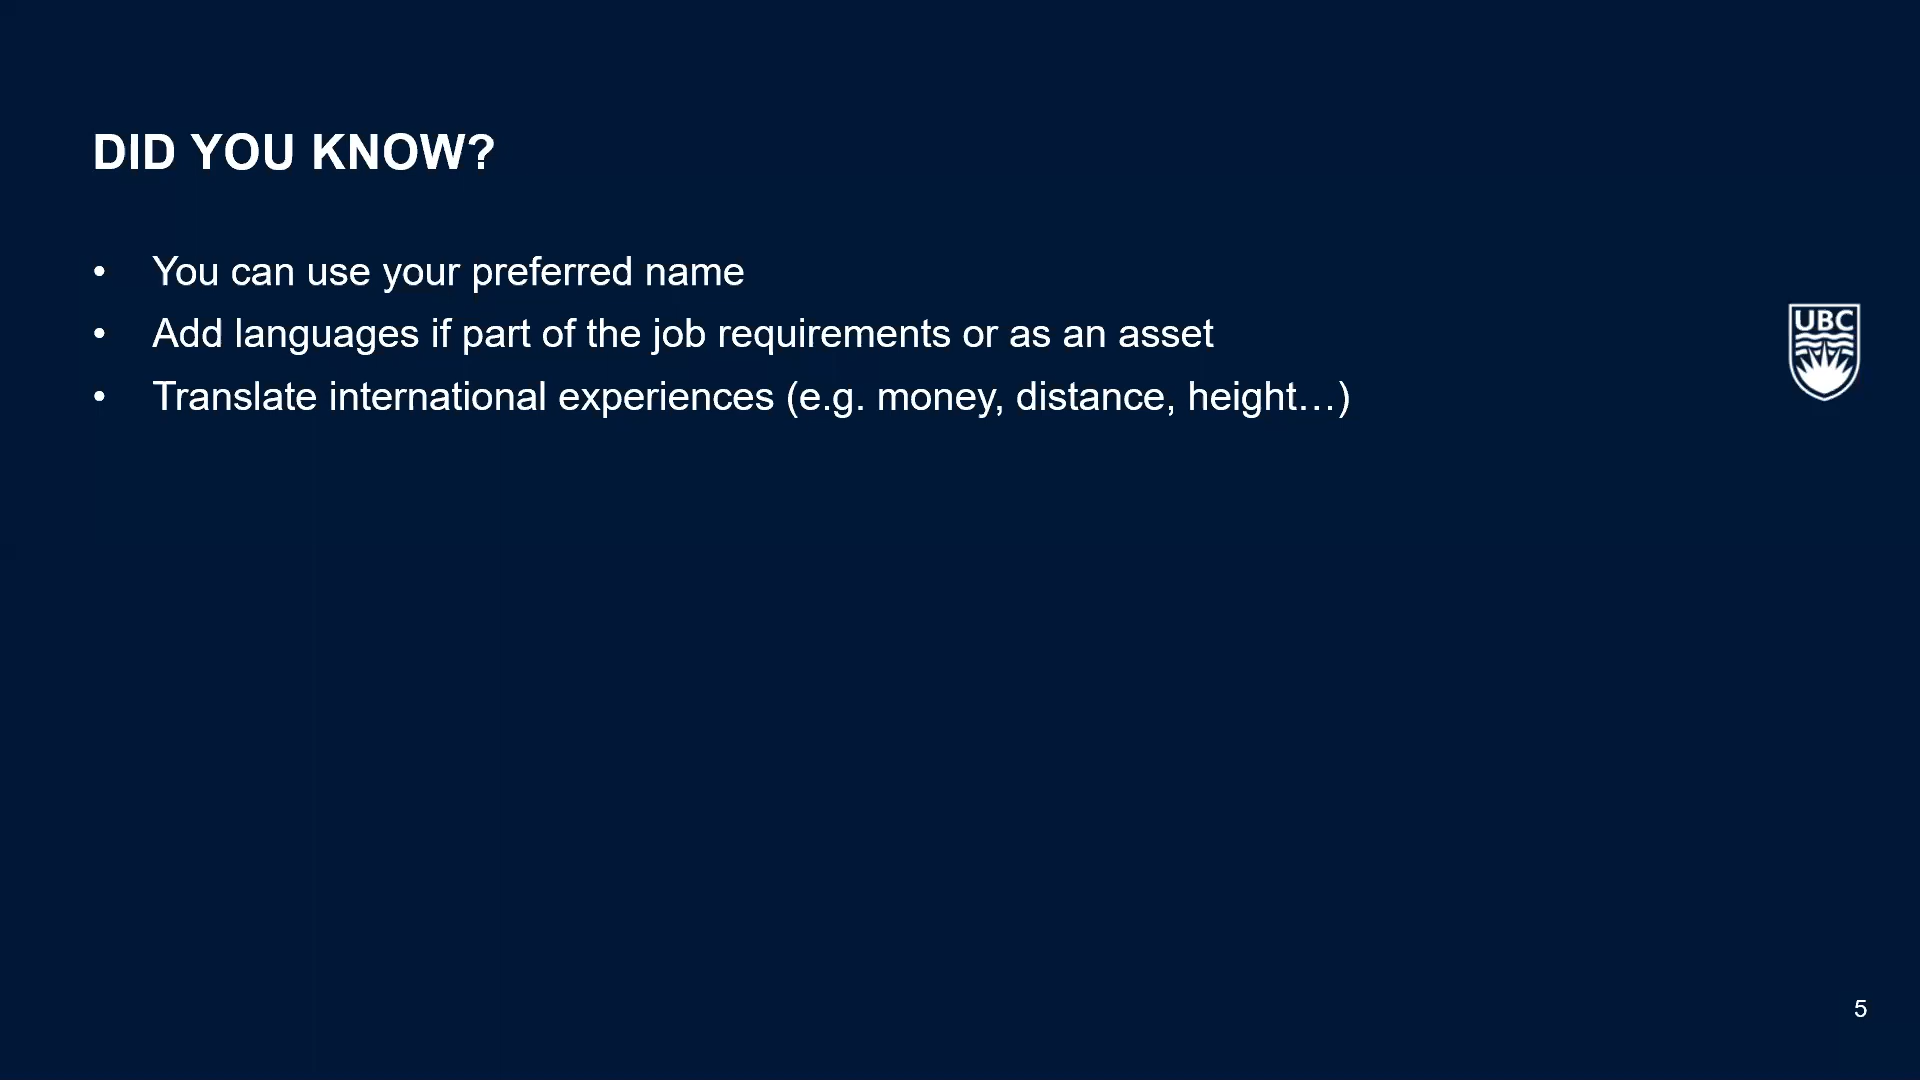 DID YOU KNOW?
• You can use your preferred name
• Add languages if part of the job requirements or as an asset
• Translate international experiences (e.g. money, distance, height…)
UBC
5